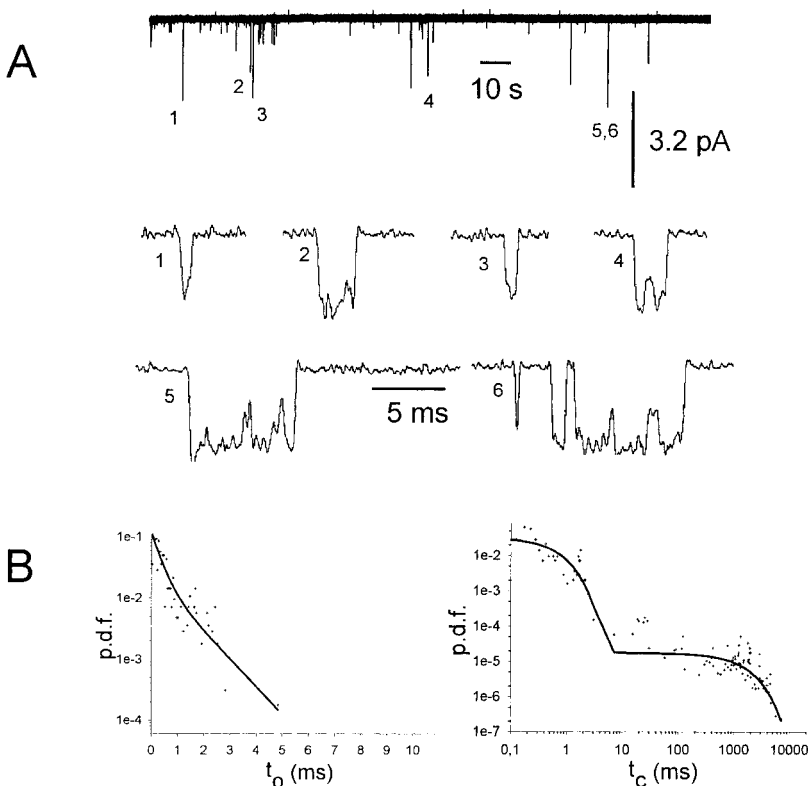 A
1
2
3
10 s
4
5,6
3.2 pA
1
2
3
4
5
5 ms
6
B
p.d.f.
1e-1
1e-2
1e-3
1e-4
0 1 2 3 4 5 6 7 8 9 10
to (ms)
p.d.f.
1e-2
1e-3
1e-4
1e-5
1e-6
1e-7
0,1 1 10 100 1000 10000
tc (ms)